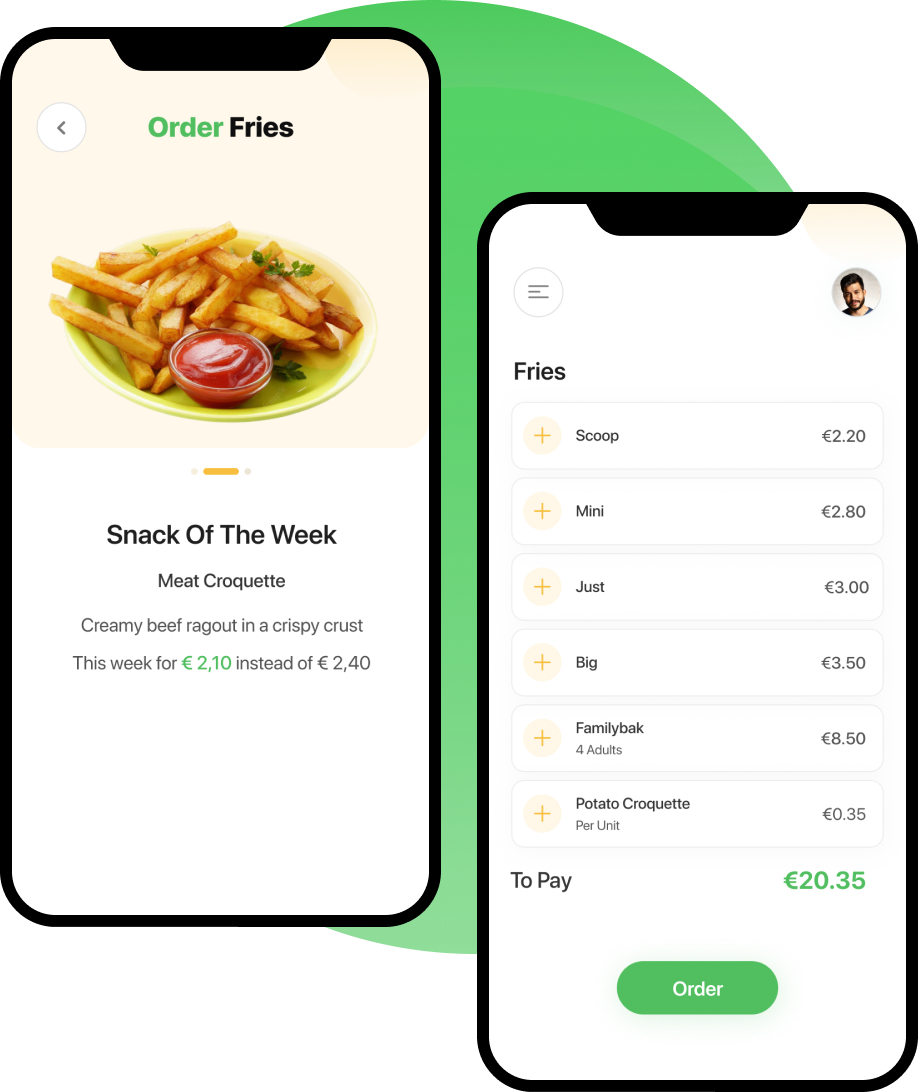 Order Fries
Snack Of The Week
Meat Croquette
Creamy beef ragout in a crispy crust
This week for € 2,10 instead of € 2,40
Fries
Scoop €2.20
Mini €2.80
Just €3.00
Big €3.50
Familybak €8.50
4 Adults
Potato Croquette €0.35
Per Unit
To Pay €20.35
Order